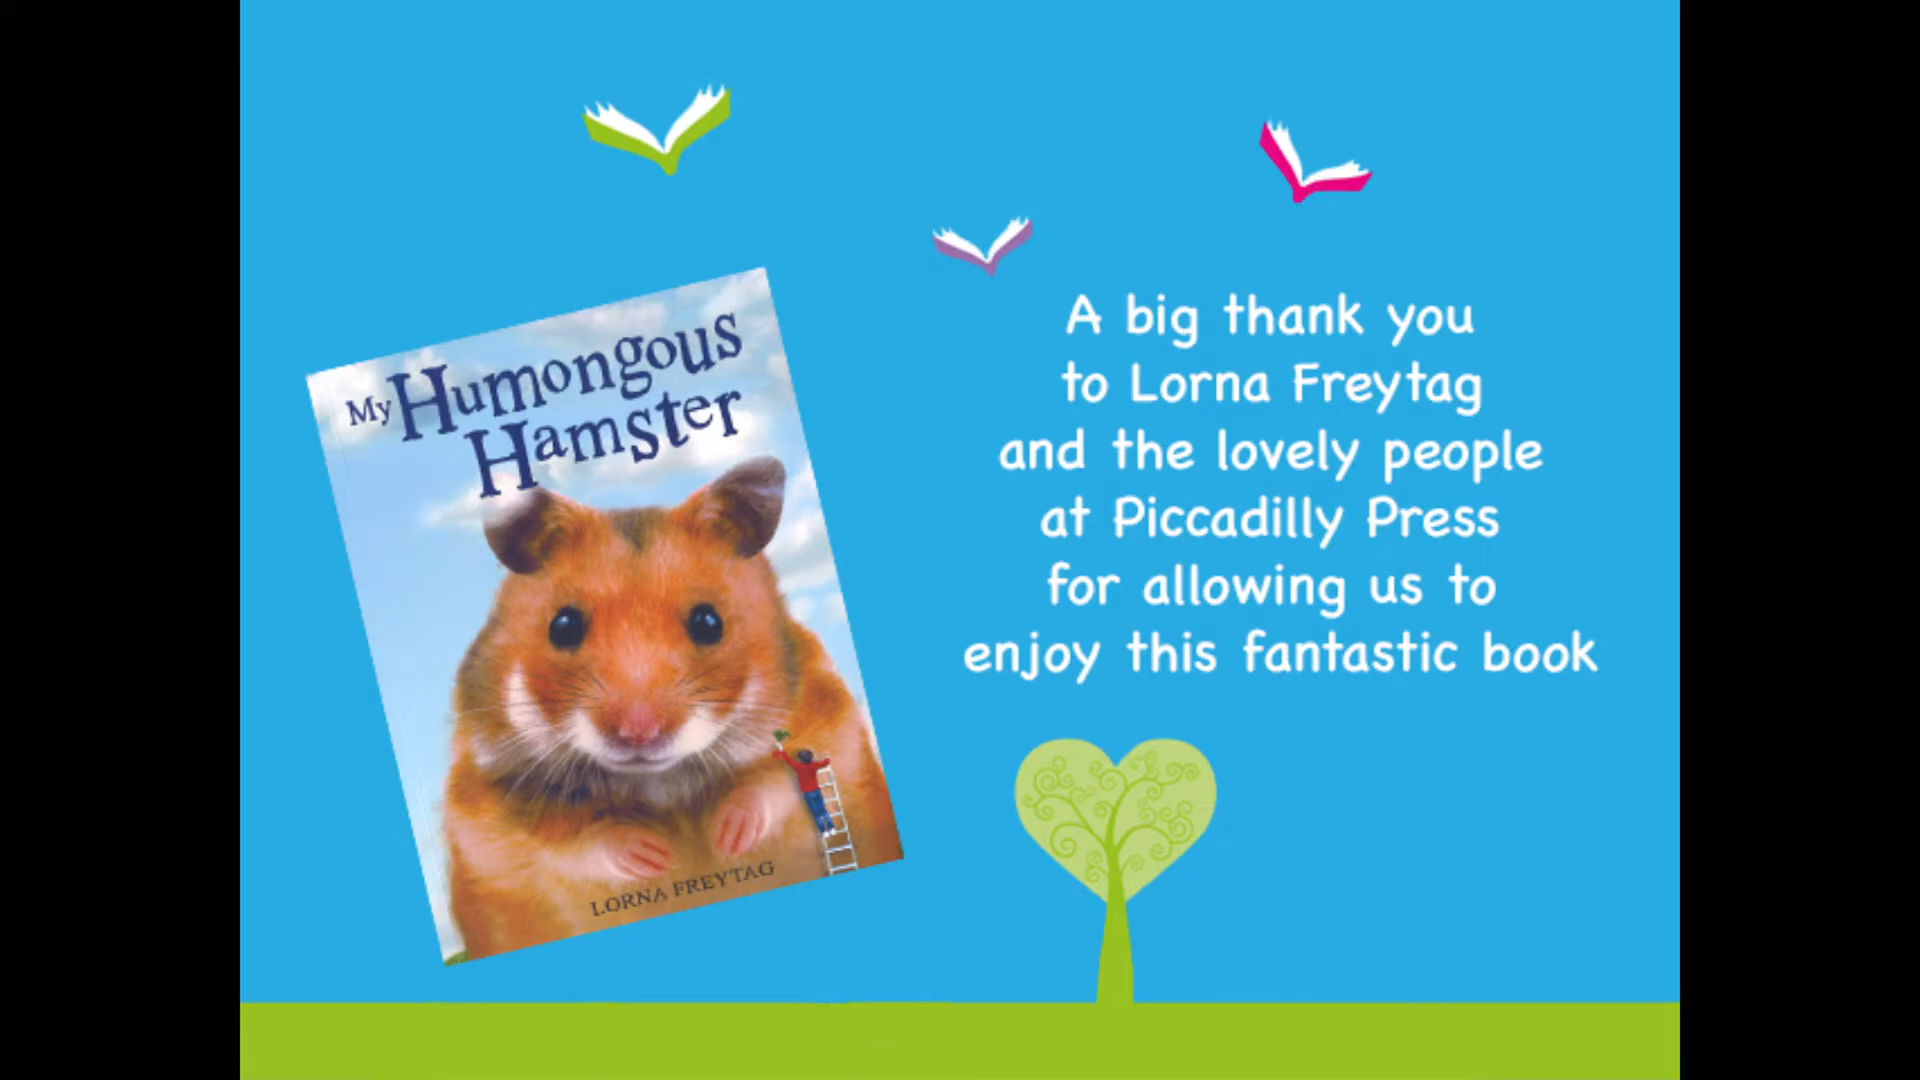 My Humongous
Hamster
LORNA FREYTAG
A big thank you
to Lorna Freytag
and the lovely people
at Piccadilly Press
for allowing us to
enjoy this fantastic book